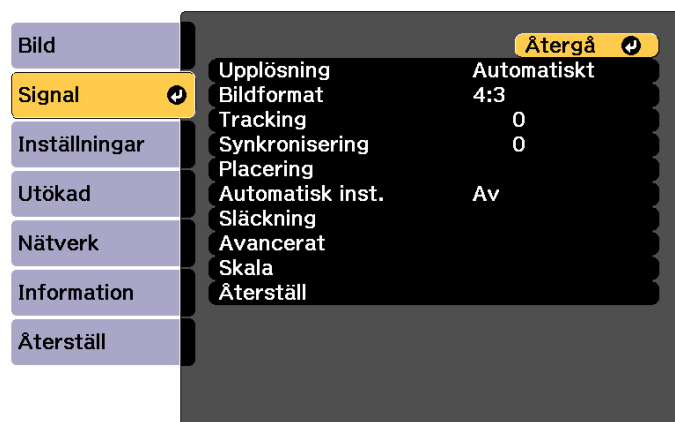 Bild
Signal
Inställningar
Utökad
Nätverk
Information
Återställ
Återgå
Upplösning Automatiskt
Bildformat 4:3
Tracking 0
Synkronisering 0
Placering
Automatisk inst. Av
Släckning
Avancerat
Skala
Återställ